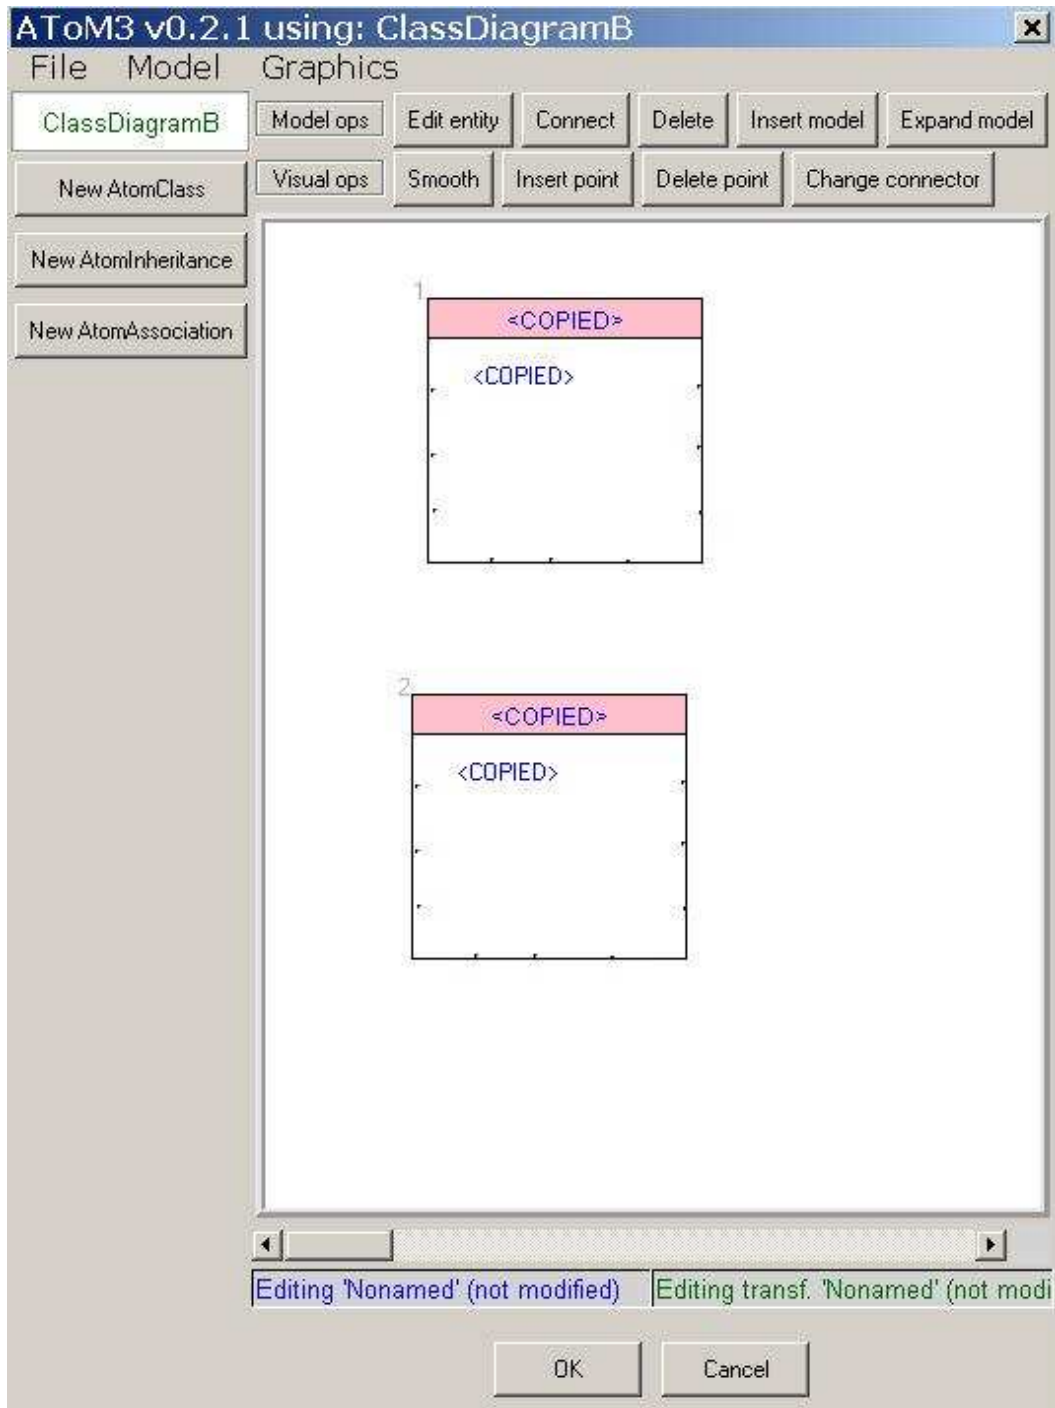 AToM3 v0.2.1 using: ClassDiagramB
File Model Graphics
ClassDiagramB
Model ops Edit entity Connect Delete Insert model Expand model
New AtomClass
Visual ops Smooth Insert point Delete point Change connector
New AtomInheritance
New AtomAssociation
1
<COPIED>
<COPIED>
2
<COPIED>
<COPIED>
Editing 'Nonamed' (not modified) Editing transf. 'Nonamed' (not modi
OK Cancel